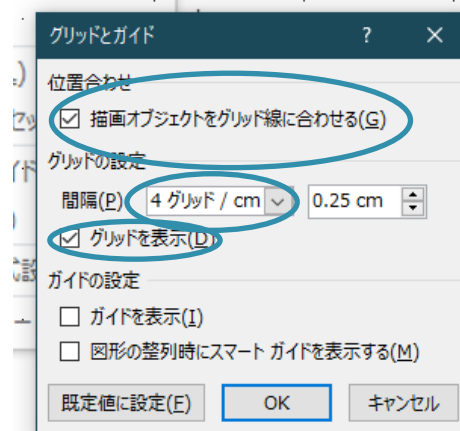 グリッドとガイド ? ×
位置合わせ
描画オブジェクトをグリッド線に合わせる(G)
グリッドの設定
間隔(P) 4 グリッド / cm 0.25 cm
グリッドを表示(D)
ガイドの設定
ガイドを表示(I)
図形の整列時にスマート ガイドを表示する(M)
既定値に設定(F) OK キャンセル